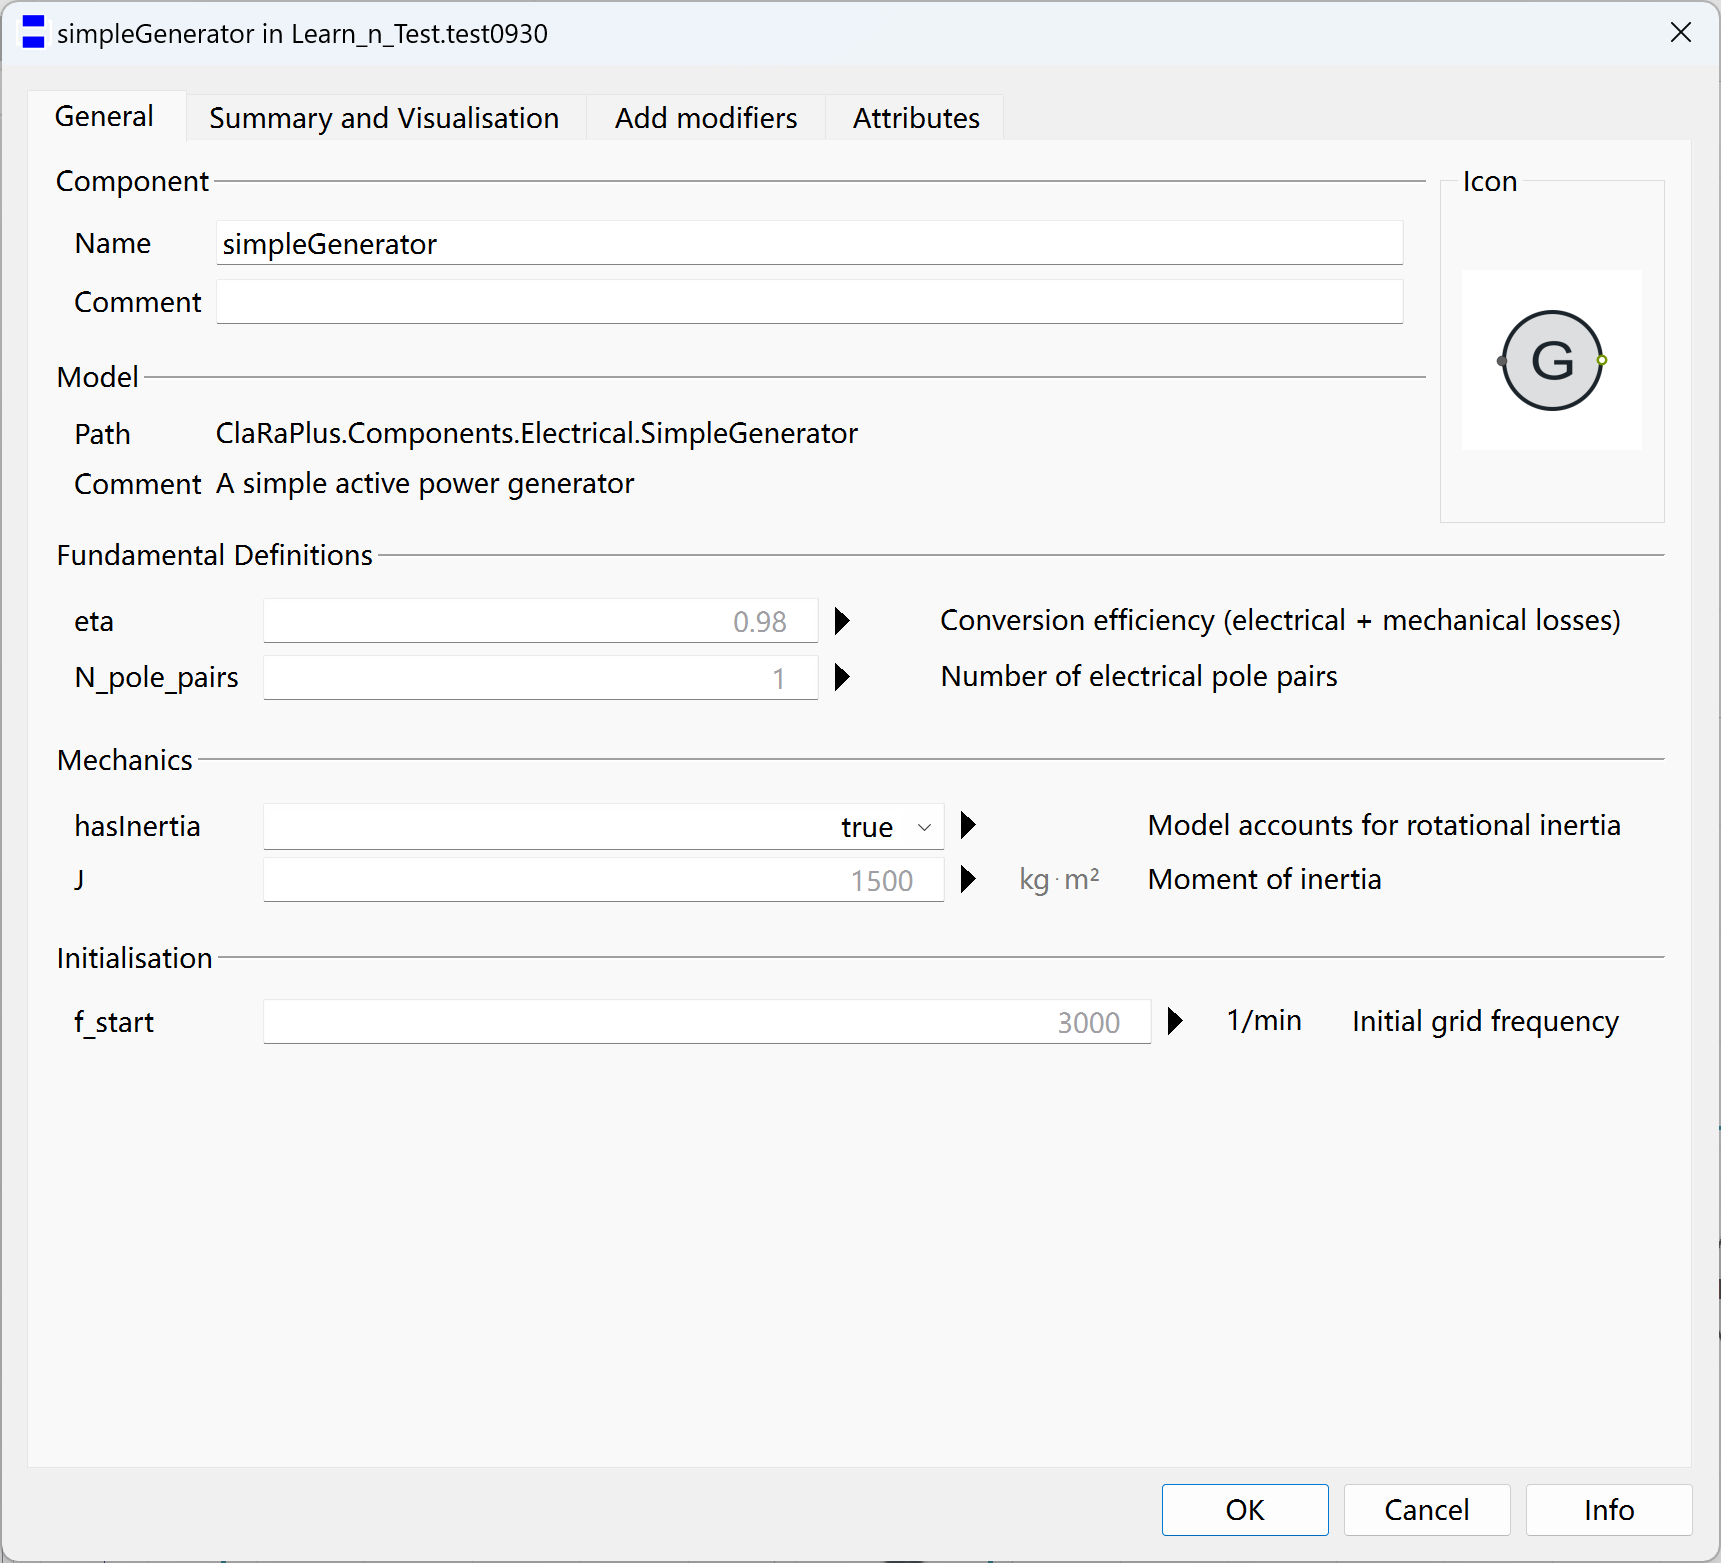 simpleGenerator in Learn_n_Test.test0930
General
Summary and Visualisation
Add modifiers
Attributes
Component
Name
simpleGenerator
Comment
Icon
G
Model
Path
ClaRaPlus.Components.Electrical.SimpleGenerator
Comment
A simple active power generator
Fundamental Definitions
eta
0.98
Conversion efficiency (electrical + mechanical losses)
N_pole_pairs
1
Number of electrical pole pairs
Mechanics
hasInertia
true
Model accounts for rotational inertia
J
1500
kg·m²
Moment of inertia
Initialisation
f_start
3000
1/min
Initial grid frequency
OK
Cancel
Info